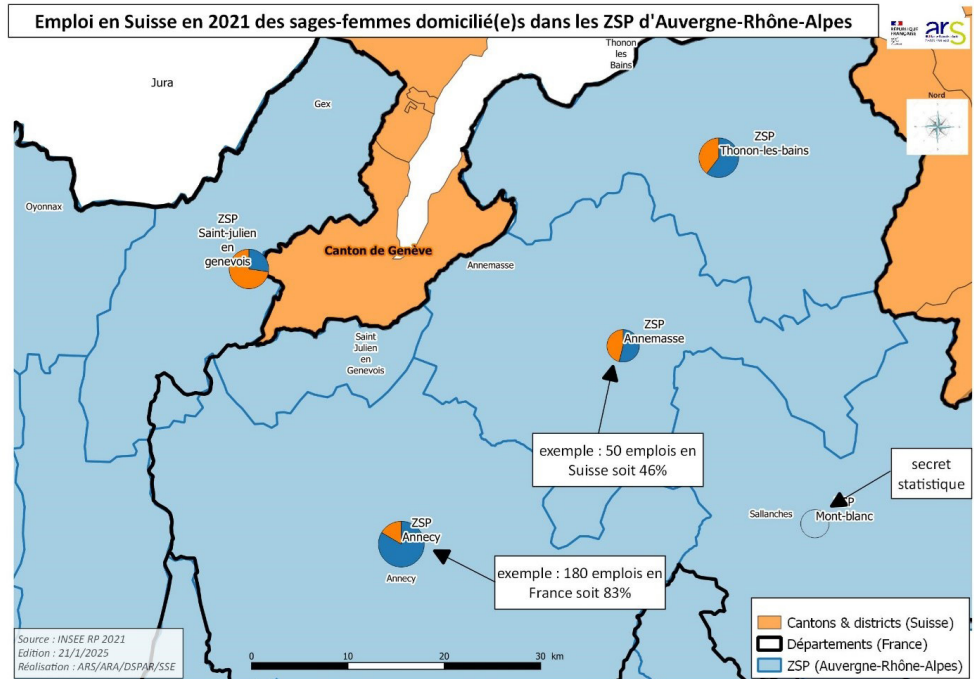 Emploi en Suisse en 2021 des sages-femmes domicilié(e)s dans les ZSP d'Auvergne-Rhône-Alpes
RÉPUBLIQUE
FRANÇAISE
ars
Thonon
les
Bains
Jura
Gex
Nord
ZSP
Thonon-les-bains
Oyonnax
ZSP
Saint-julien
en
genevois
Canton de Genève
Annemasse
ZSP
Annemasse
Saint
Julien
en
Genevois
exemple : 50 emplois en
Suisse soit 46%
secret
statistique
Sallanches
Mont-blanc
ZSP
Annecy
Annecy
exemple : 180 emplois en
France soit 83%
Source : INSEE RP 2021
Edition : 21/1/2025
Réalisation : ARS/ARA/DSPAR/SSE
0 10 20 30 km
Cantons & districts (Suisse)
Départements (France)
ZSP (Auvergne-Rhône-Alpes)